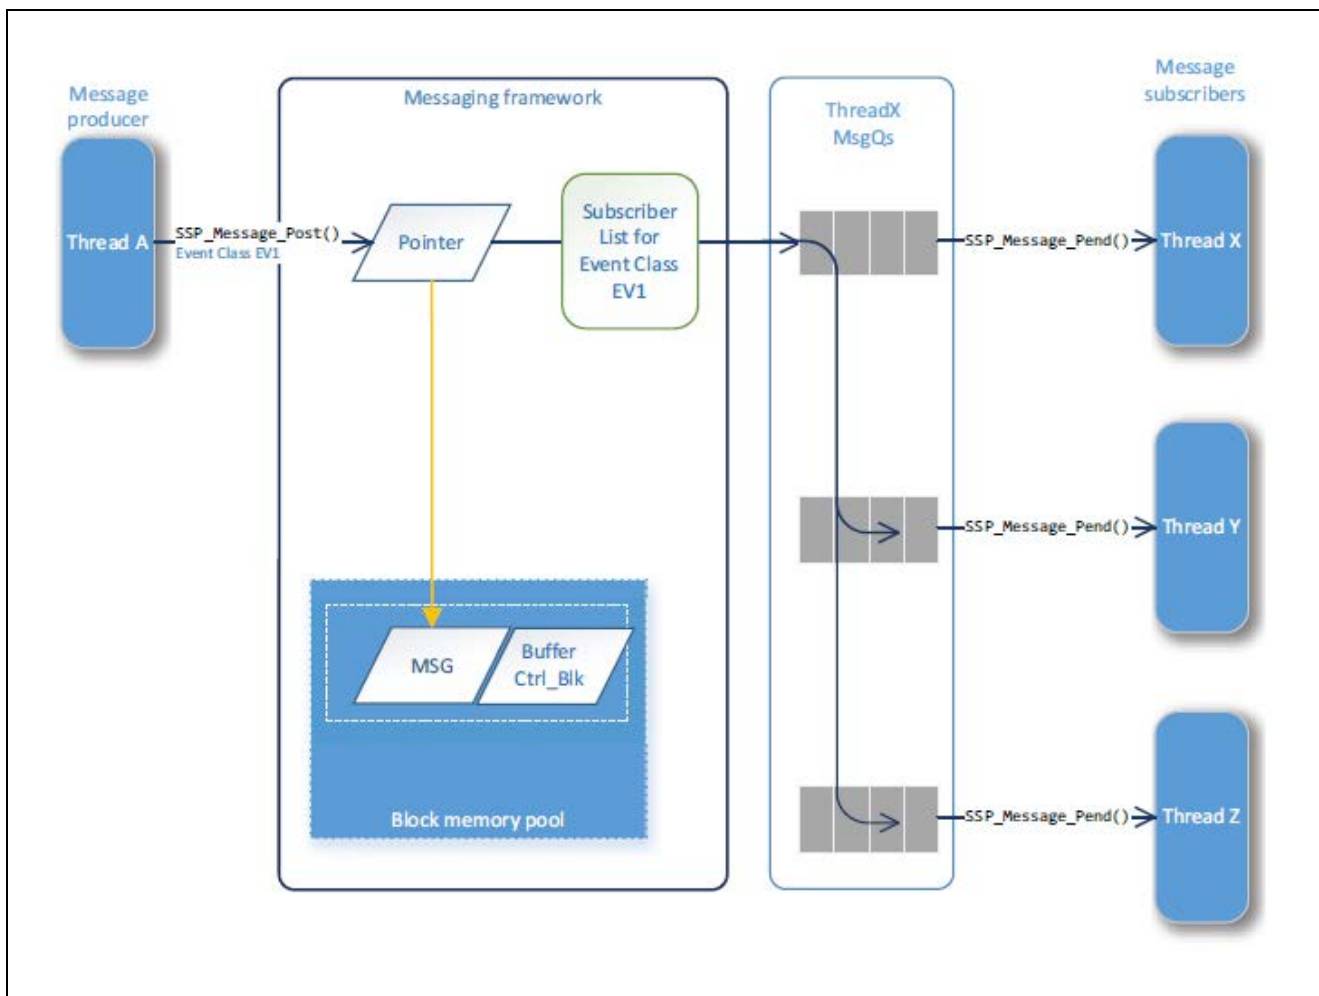 Message
producer
Thread A
SSP_Message_Post()
Event Class EV1
Messaging framework
Pointer
Subscriber
List for
Event Class
EV1
MSG
Buffer
Ctrl_Blk
Block memory pool
ThreadX
MsgQs
Message
subscribers
SSP_Message_Pend()
Thread X
SSP_Message_Pend()
Thread Y
SSP_Message_Pend()
Thread Z